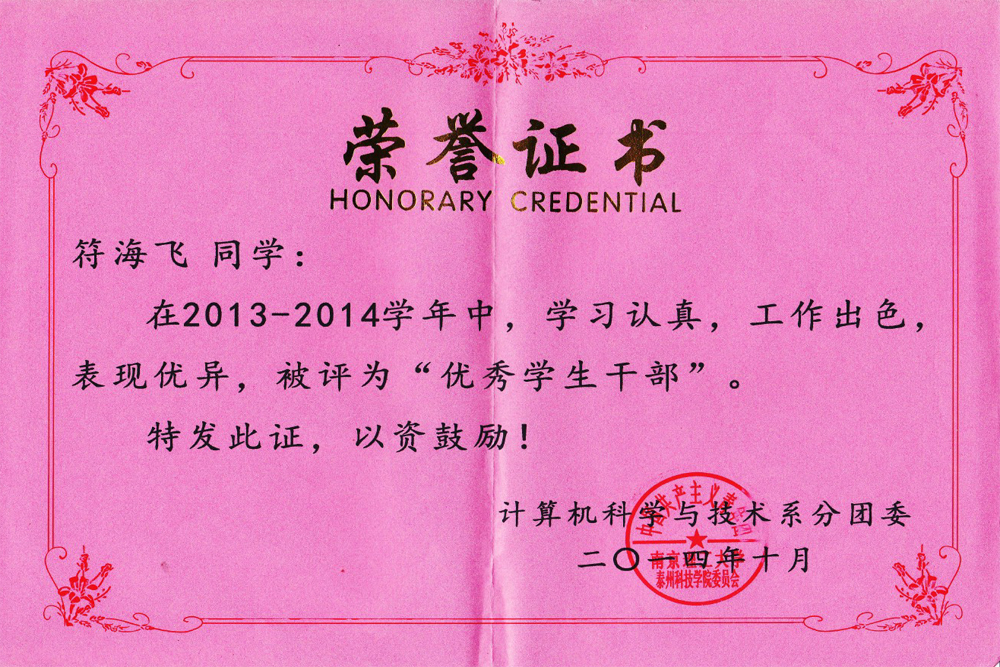 荣誉证书
HONORARY CREDENTIAL
符海飞 同学：
在2013-2014学年中，学习认真，工作出色，
表现优异，被评为“优秀学生干部”。
特发此证，以资鼓励！
计算机科学与技术系分团委
二〇一四年十月
中国共产主义青年团
南京理工大学
泰州科技学院委员会